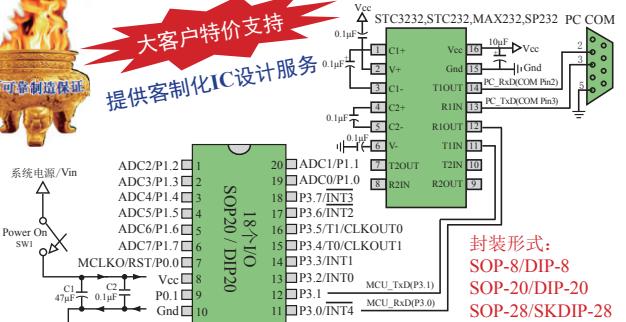 可靠制造保证
大客户特价支持
提供客制化IC设计服务
STC3232,STC232,MAX232,SP232 PC COM
Vcc
0.1μF
0.1μF
0.1μF
0.1μF
1 C1+
2 V+
3 C1-
4 C2+
5 C2-
6 V-
7 T2OUT
8 R2IN
Vcc 16
Gnd 15
T1OUT 14
R1IN 13
R1OUT 12
T1IN 11
T2IN 10
R2OUT 9
10μF
Vcc
Gnd
PC_RxD(COM Pin2)
PC_TxD(COM Pin3)
2
3
5
系统电源/Vin
Power On
SW1
C1
47μF
C2
0.1μF
ADC2/P1.2 1
ADC3/P1.3 2
ADC4/P1.4 3
ADC5/P1.5 4
ADC6/P1.6 5
ADC7/P1.7 6
MCLKO/RST/P0.0 7
Vcc 8
P0.1 9
Gnd 10
18个I/O
SOP20 / DIP20
20 ADC1/P1.1
19 ADC0/P1.0
18 P3.7/INT3
17 P3.6/INT2
16 P3.5/T1/CLKOUT0
15 P3.4/T0/CLKOUT1
14 P3.3/INT1
13 P3.2/INT0
12 P3.1
11 P3.0/INT4
MCU_TxD(P3.1)
MCU_RxD(P3.0)
封装形式：
SOP-8/DIP-8
SOP-20/DIP-20
SOP-28/SKDIP-28